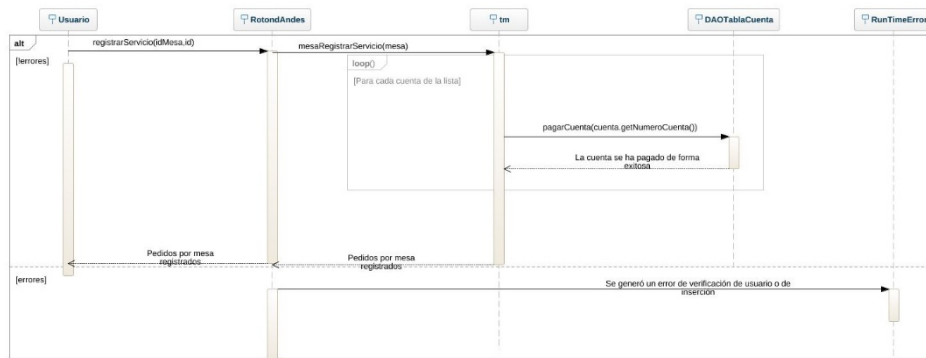 Usuario
RotondAndes
tm
DAOTablaCuenta
RunTimeError
alt
registrarServicio(idMesa,id)
mesaRegistrarServicio(mesa)
[!errores]
loop()
[Para cada cuenta de la lista]
pagarCuenta(cuenta.getNumeroCuenta())
La cuenta se ha pagado de forma
exitosa
Pedidos por mesa
registrados
Pedidos por mesa
registrados
[errores]
Se generó un error de verificación de usuario o de
inserción